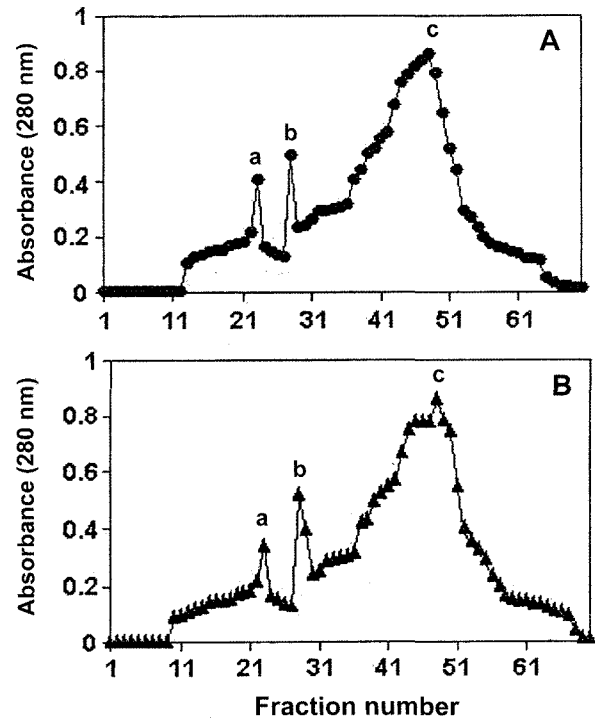 1
A
c
0.8
Absorbance (280 nm)
0.6
b
a
0.4
0.2
0
1 11 21 31 41 51 61
1
B
c
0.8
Absorbance (280 nm)
0.6
b
a
0.4
0.2
0
1 11 21 31 41 51 61
Fraction number